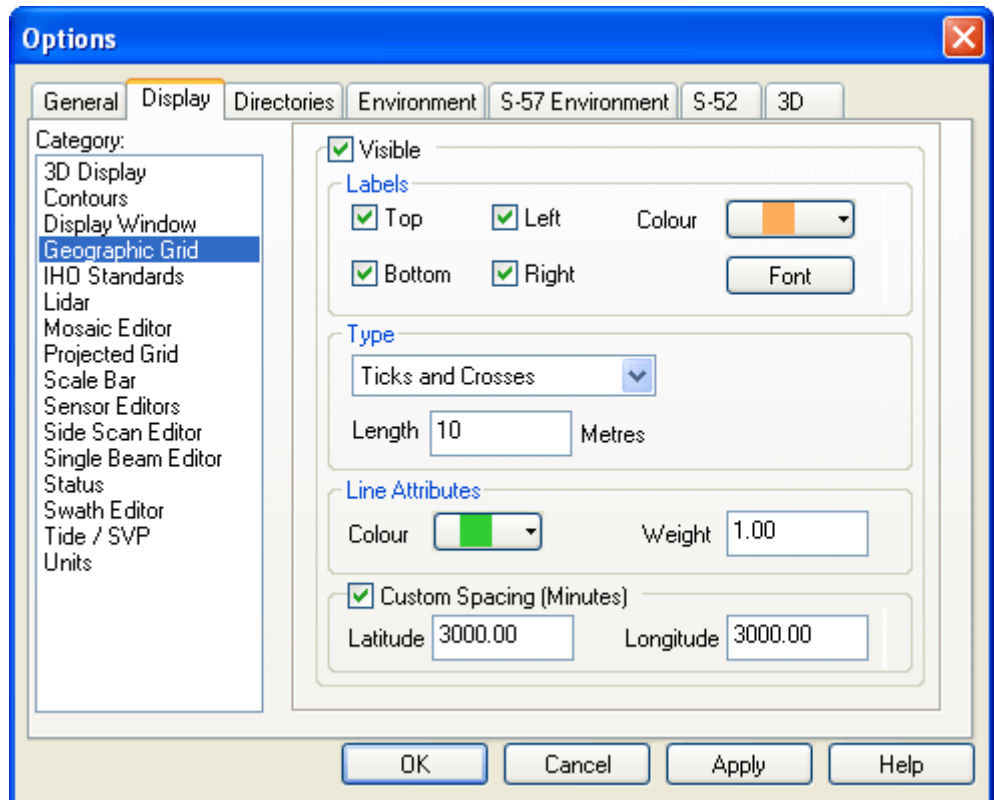 Options
General Display Directories Environment S-57 Environment S-52 3D
Category:
3D Display
Contours
Display Window
Geographic Grid
IHO Standards
Lidar
Mosaic Editor
Projected Grid
Scale Bar
Sensor Editors
Side Scan Editor
Single Beam Editor
Status
Swath Editor
Tide / SVP
Units
Visible
Labels
Top Left Colour
Bottom Right Font
Type
Ticks and Crosses
Length 10 Metres
Line Attributes
Colour Weight 1.00
Custom Spacing (Minutes)
Latitude 3000.00 Longitude 3000.00
OK Cancel Apply Help